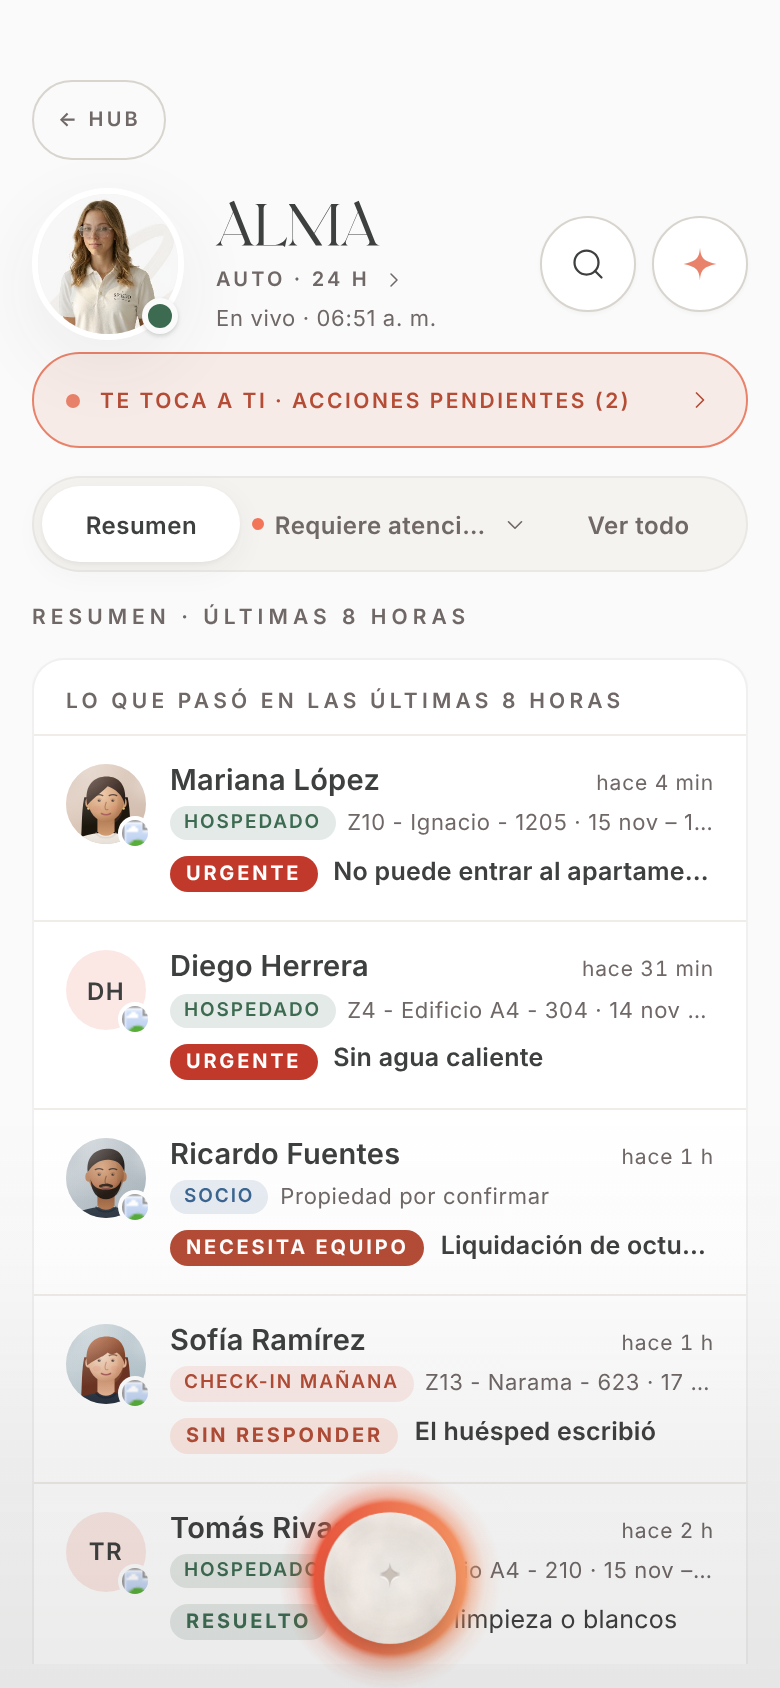 ← HUB
ALMA
AUTO · 24 H
En vivo · 06:51 a. m.
TE TOCA A TI · ACCIONES PENDIENTES (2)
Resumen
Requiere atenci...
Ver todo
RESUMEN · ÚLTIMAS 8 HORAS
LO QUE PASÓ EN LAS ÚLTIMAS 8 HORAS
Mariana López hace 4 min
HOSPEDADO Z10 - Ignacio - 1205 · 15 nov – 1...
URGENTE No puede entrar al apartame...
DH Diego Herrera hace 31 min
HOSPEDADO Z4 - Edificio A4 - 304 · 14 nov ...
URGENTE Sin agua caliente
Ricardo Fuentes hace 1 h
SOCIO Propiedad por confirmar
NECESITA EQUIPO Liquidación de octu...
Sofía Ramírez hace 1 h
CHECK-IN MAÑANA Z13 - Narama - 623 · 17 ...
SIN RESPONDER El huésped escribió
TR Tomás Riva hace 2 h
HOSPEDADO io A4 - 210 · 15 nov –...
RESUELTO limpieza o blancos